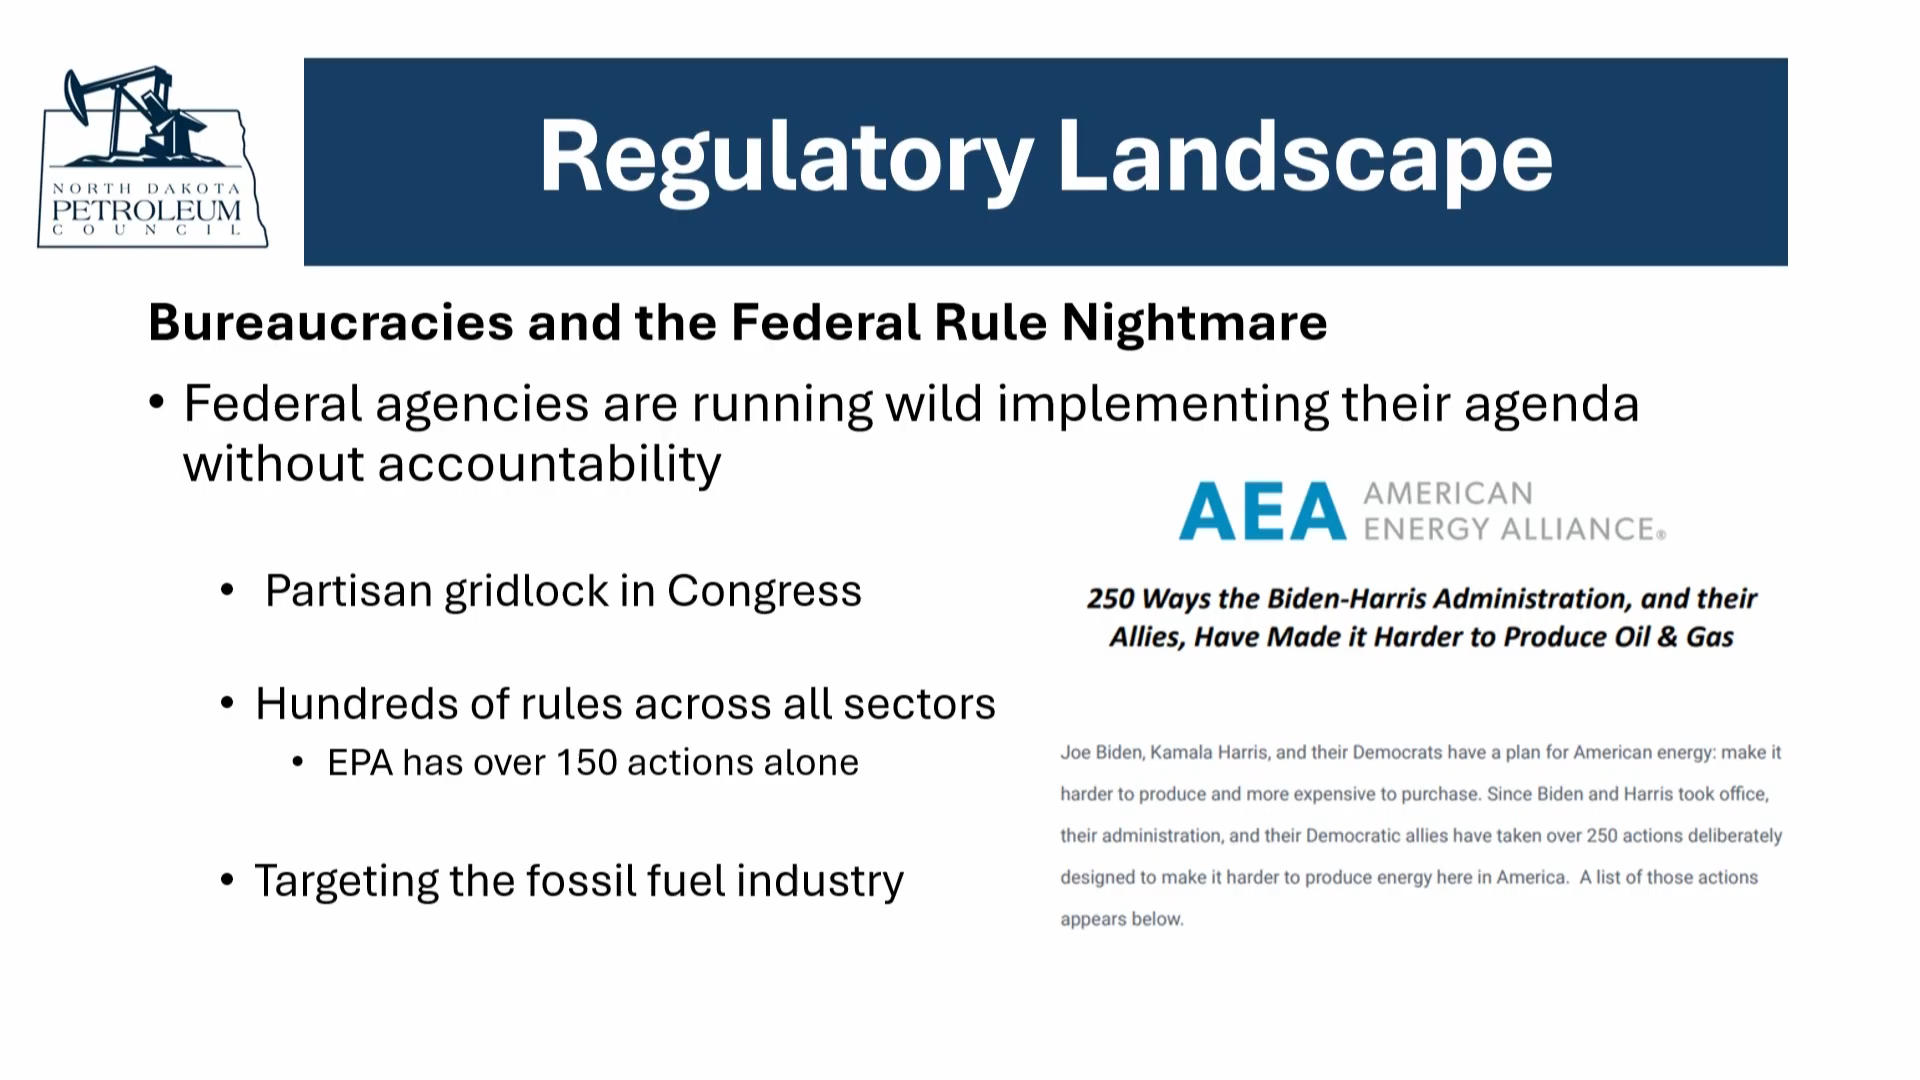 NORTH DAKOTA
PETROLEUM
COUNCIL
Regulatory Landscape
Bureaucracies and the Federal Rule Nightmare
• Federal agencies are running wild implementing their agenda
without accountability
• Partisan gridlock in Congress
• Hundreds of rules across all sectors
• EPA has over 150 actions alone
• Targeting the fossil fuel industry
AEA AMERICAN
ENERGY ALLIANCE®
250 Ways the Biden-Harris Administration, and their
Allies, Have Made it Harder to Produce Oil & Gas
Joe Biden, Kamala Harris, and their Democrats have a plan for American energy: make it
harder to produce and more expensive to purchase. Since Biden and Harris took office,
their administration, and their Democratic allies have taken over 250 actions deliberately
designed to make it harder to produce energy here in America.  A list of those actions
appears below.